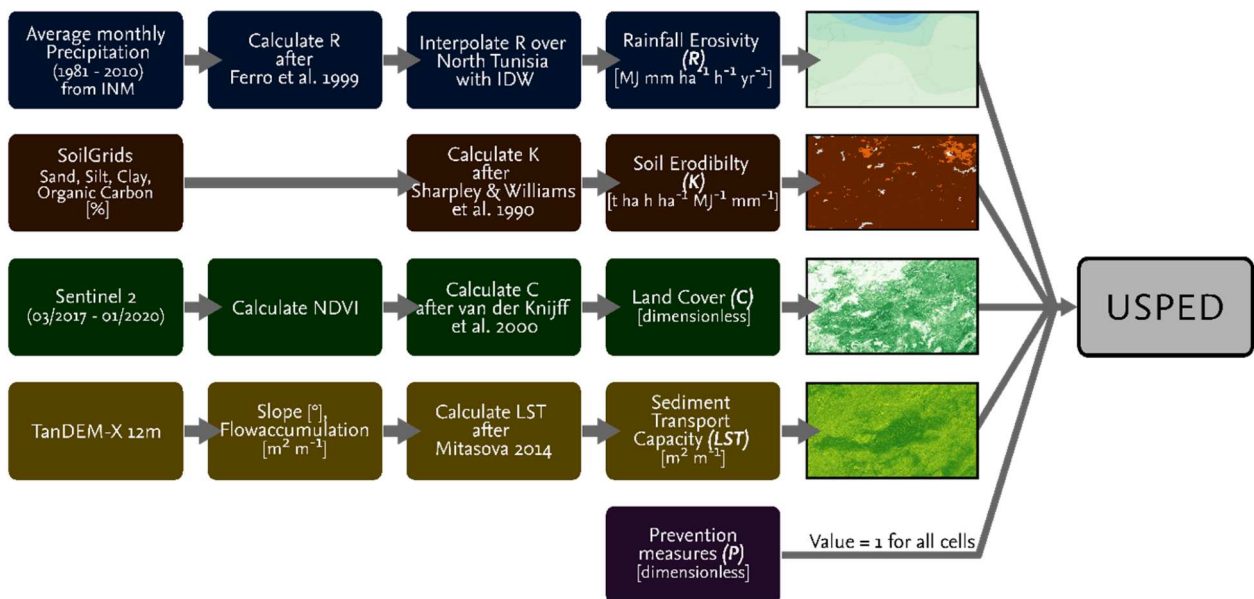 Average monthly
Precipitation
(1981 - 2010)
from INM
Calculate R
after
Ferro et al. 1999
Interpolate R over
North Tunisia
with IDW
Rainfall Erosivity
(R)
[MJ mm ha⁻¹ h⁻¹ yr⁻¹]
SoilGrids
Sand, Silt, Clay,
Organic Carbon
[%]
Calculate K
after
Sharpley & Williams
et al. 1990
Soil Erodibilty
(K)
[t ha h ha⁻¹ MJ⁻¹ mm⁻¹]
Sentinel 2
(03/2017 - 01/2020)
Calculate NDVI
Calculate C
after van der Knijff
et al. 2000
Land Cover (C)
[dimensionless]
USPED
TanDEM-X 12m
Slope [°],
Flowaccumulation
[m² m⁻¹]
Calculate LST
after
Mitasova 2014
Sediment
Transport
Capacity (LST)
[m² m⁻¹]
Prevention
measures (P)
[dimensionless]
Value = 1 for all cells